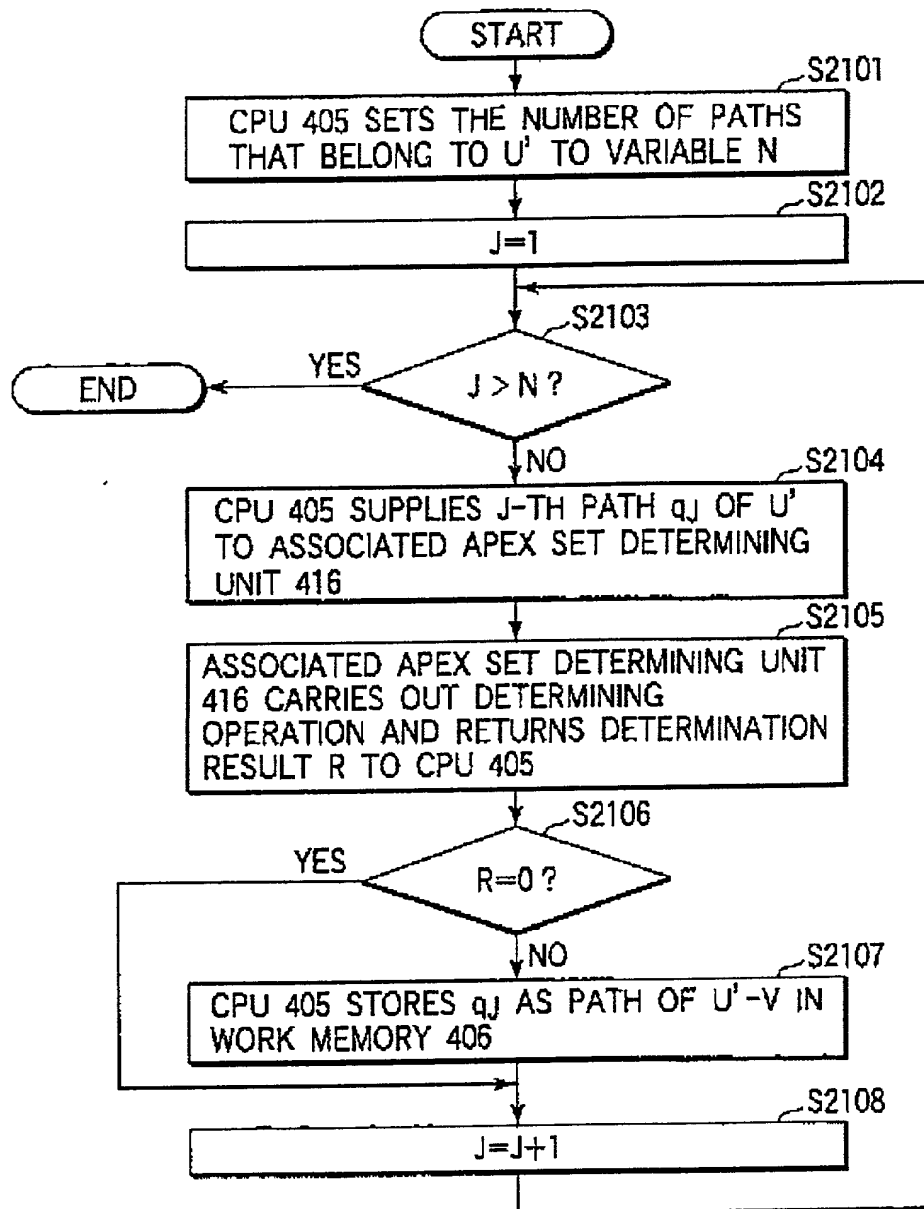 START
S2101
CPU 405 SETS THE NUMBER OF PATHS
THAT BELONG TO U' TO VARIABLE N
S2102
J=1
S2103
YES
END
J > N ?
NO
S2104
CPU 405 SUPPLIES J-TH PATH qJ OF U'
TO ASSOCIATED APEX SET DETERMINING
UNIT 416
S2105
ASSOCIATED APEX SET DETERMINING UNIT
416 CARRIES OUT DETERMINING
OPERATION AND RETURNS DETERMINATION
RESULT R TO CPU 405
S2106
YES
R=0 ?
NO
S2107
CPU 405 STORES qJ AS PATH OF U'-V IN
WORK MEMORY 406
S2108
J=J+1